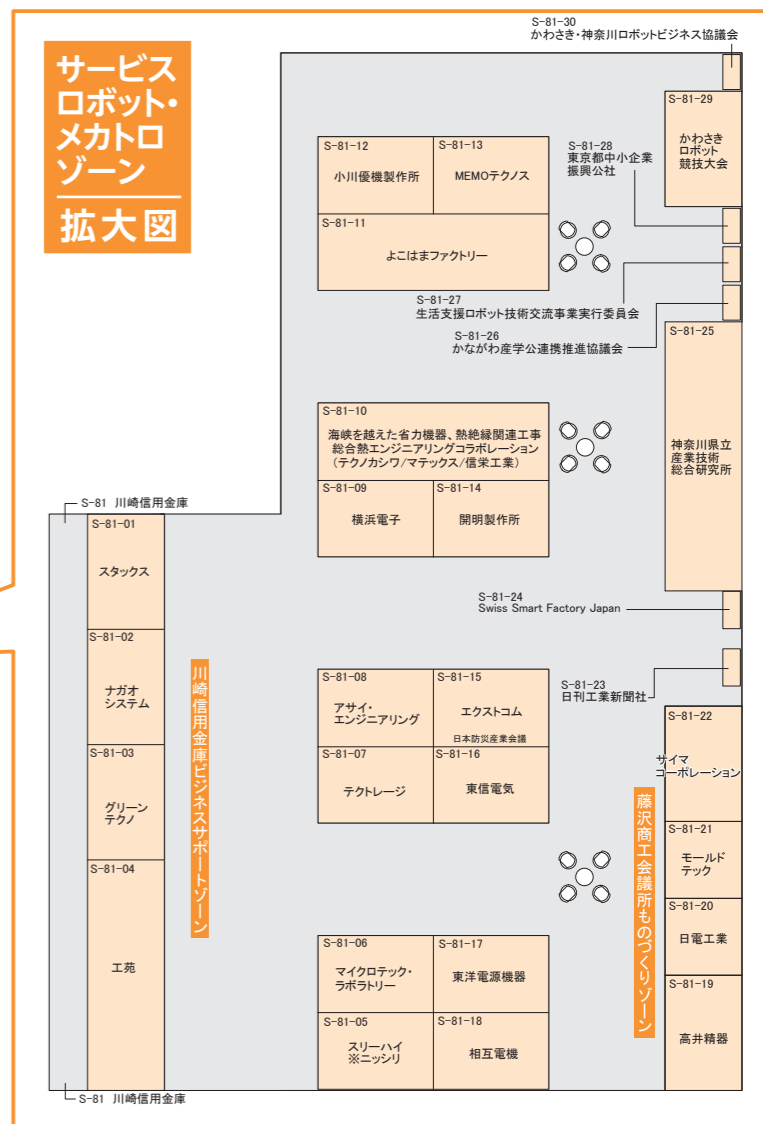 サービス
ロボット・
メカトロ
ゾーン
拡大図
S-81-30
かわさき・神奈川ロボットビジネス協議会
S-81-29
かわさき
ロボット
競技大会
S-81-12
小川優機製作所
S-81-13
MEMOテクノス
S-81-28
東京都中小企業
振興公社
S-81-11
よこはまファクトリー
S-81-27
生活支援ロボット技術交流事業実行委員会
S-81-26
かながわ産学公連携推進協議会
S-81-25
神奈川県立
産業技術
総合研究所
S-81-10
海峡を越えた省力機器、熱絶縁関連工事
総合熱エンジニアリングコラボレーション
（テクノカシワ/マテックス/信栄工業）
S-81-09
横浜電子
S-81-14
開明製作所
S-81 川崎信用金庫
S-81-01
スタックス
S-81-02
ナガオ
システム
S-81-03
グリーン
テクノ
S-81-04
工苑
S-81 川崎信用金庫
川崎信用金庫ビジネスサポートゾーン
S-81-24
Swiss Smart Factory Japan
S-81-23
日刊工業新聞社
S-81-08
アサイ・
エンジニアリング
S-81-15
エクストコム
日本防災産業会議
S-81-07
テクトレージ
S-81-16
東信電気
S-81-22
サイマ
コーポレーション
S-81-21
モールド
テック
S-81-20
日電工業
S-81-19
高井精器
藤沢商工会議所ものづくりゾーン
S-81-06
マイクロテック・
ラボラトリー
S-81-17
東洋電源機器
S-81-05
スリーハイ
※ニッシリ
S-81-18
相互電機